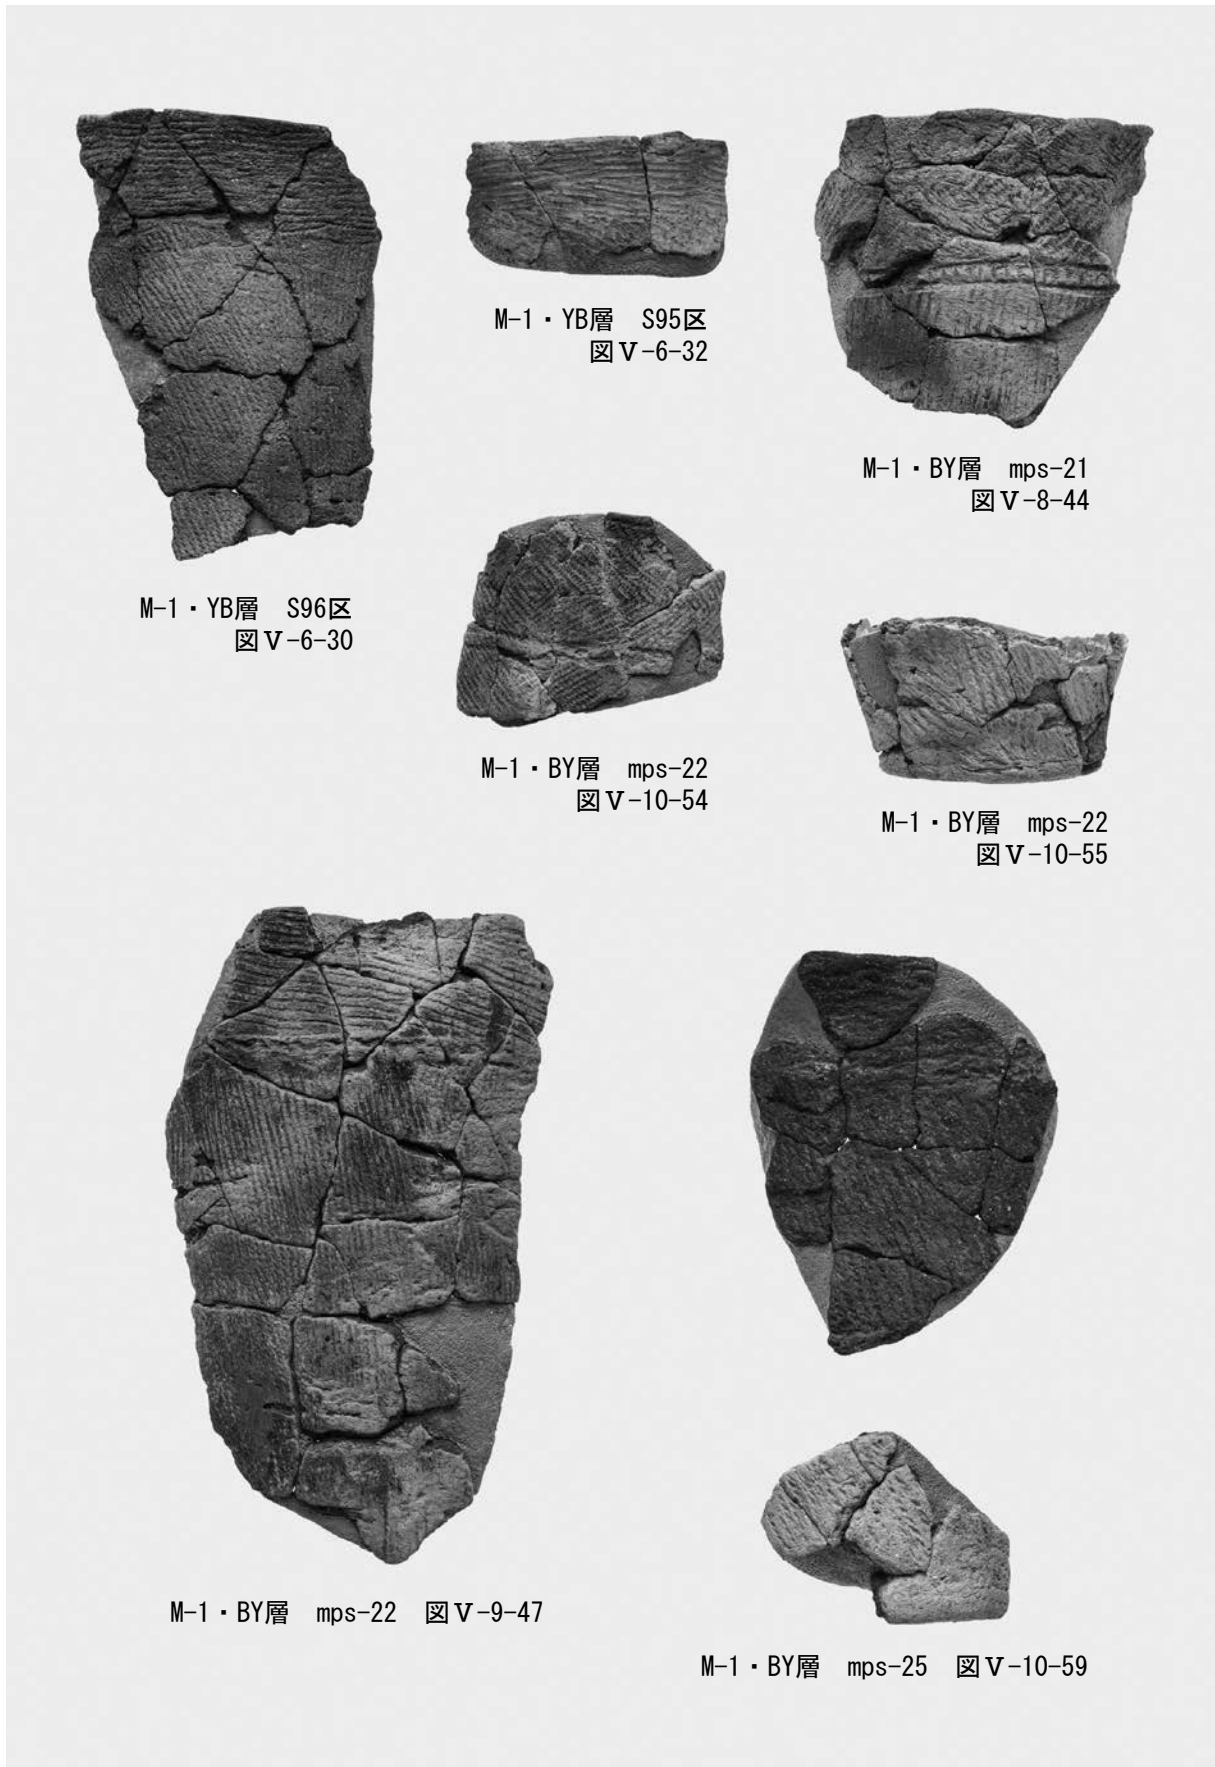 M-1・YB層　S95区
図Ⅴ-6-32
M-1・BY層　mps-21
図Ⅴ-8-44
M-1・YB層　S96区
図Ⅴ-6-30
M-1・BY層　mps-22
図Ⅴ-10-54
M-1・BY層　mps-22
図Ⅴ-10-55
M-1・BY層　mps-22　図Ⅴ-9-47
M-1・BY層　mps-25　図Ⅴ-10-59